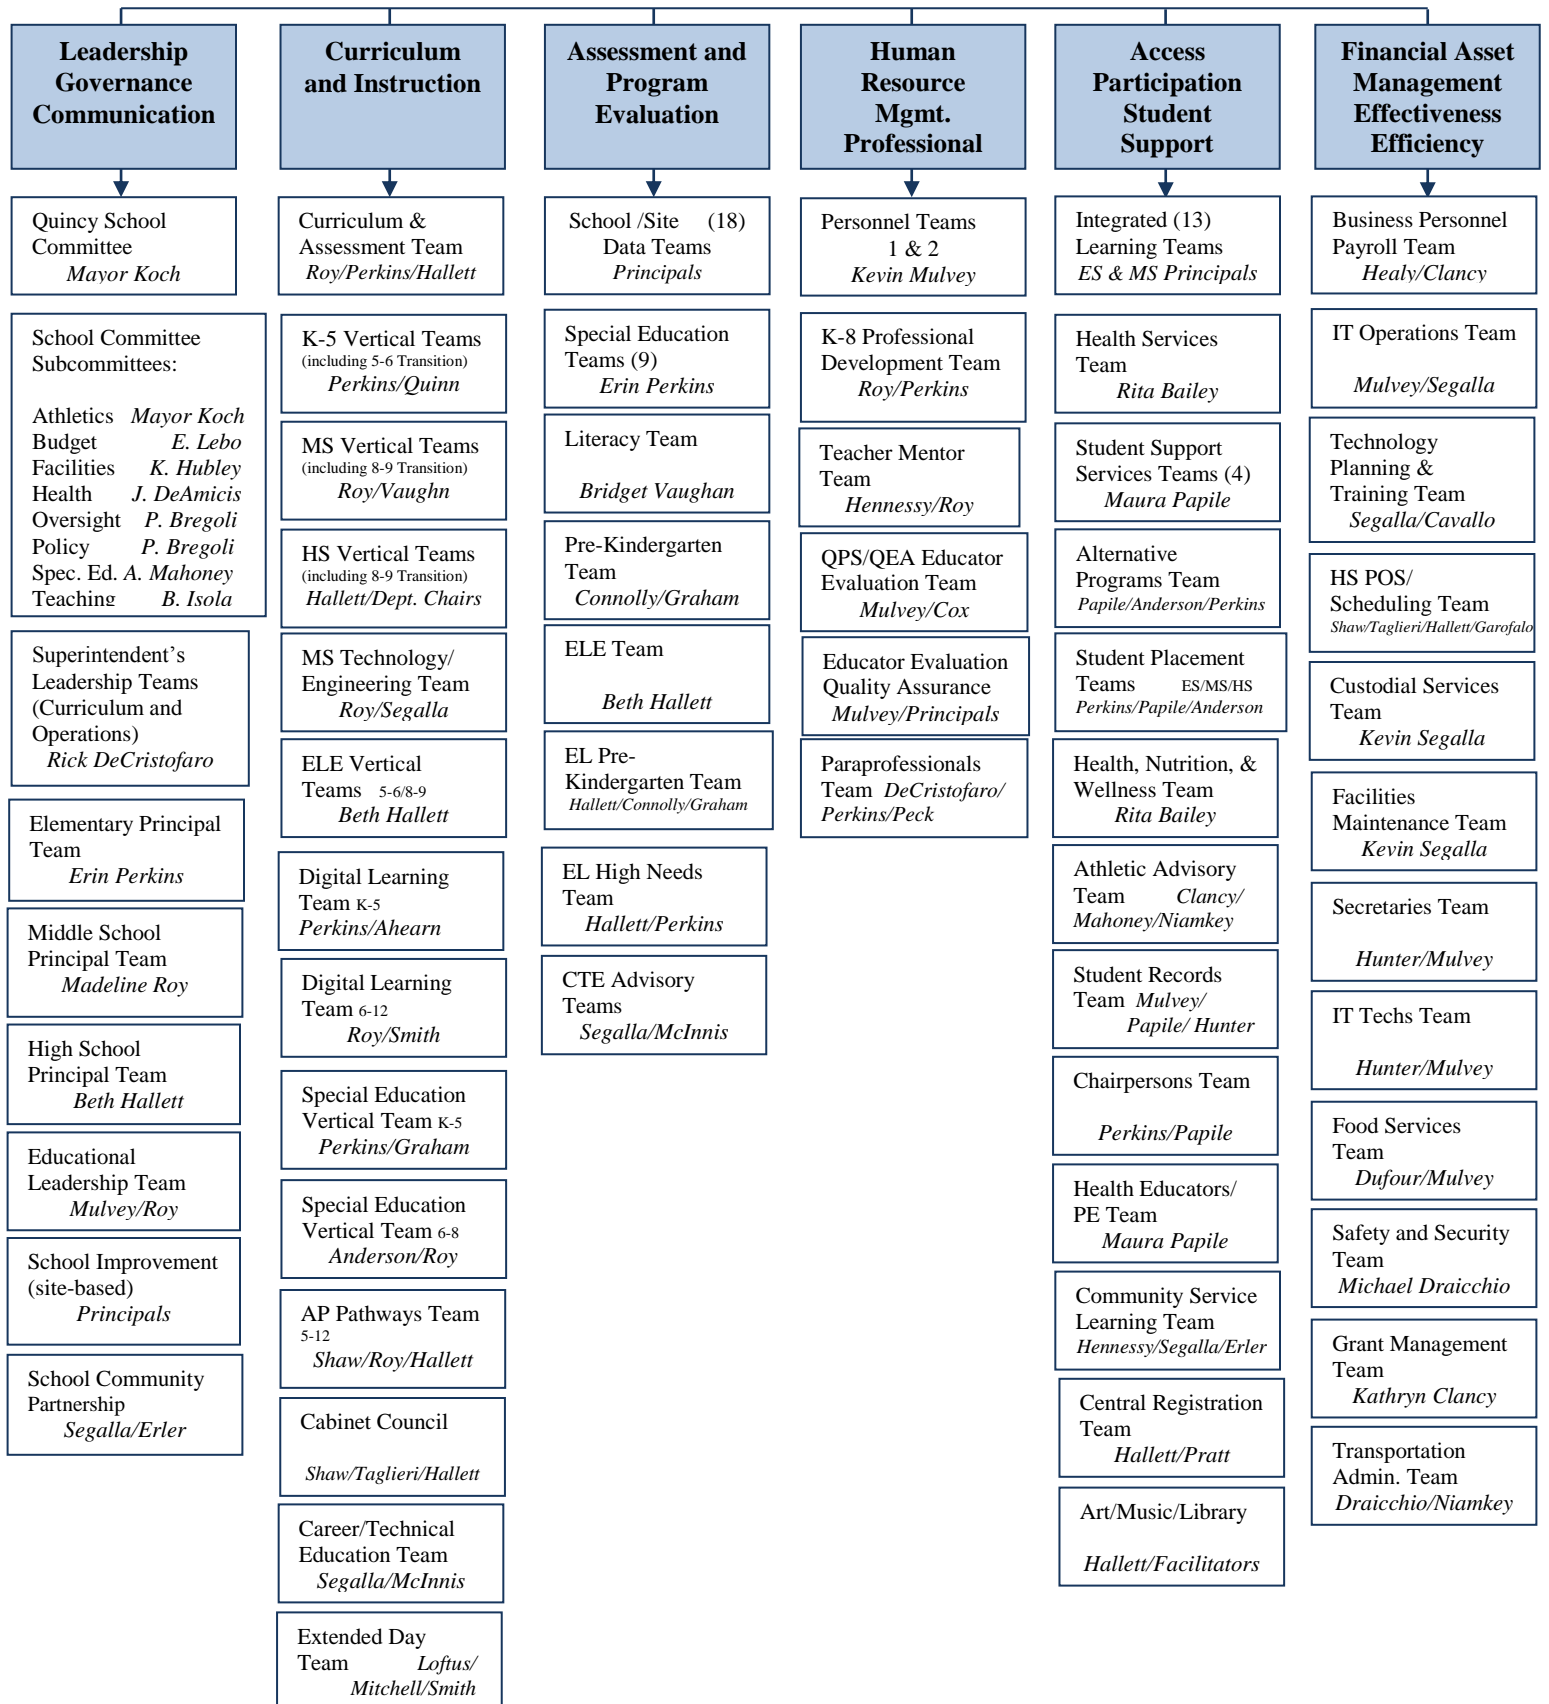 Leadership
Governance
Communication
Quincy School
Committee
Mayor Koch
School Committee
Subcommittees:
Athletics Mayor Koch
Budget E. Lebo
Facilities K. Hubley
Health J. DeAmicis
Oversight P. Bregoli
Policy P. Bregoli
Spec. Ed. A. Mahoney
Teaching B. Isola
Superintendent's
Leadership Teams
(Curriculum and
Operations)
Rick DeCristofaro
Elementary Principal
Team
Erin Perkins
Middle School
Principal Team
Madeline Roy
High School
Principal Team
Beth Hallett
Educational
Leadership Team
Mulvey/Roy
School Improvement
(site-based)
Principals
School Community
Partnership
Segalla/Erler
Curriculum
and Instruction
Curriculum &
Assessment Team
Roy/Perkins/Hallett
K-5 Vertical Teams
(including 5-6 Transition)
Perkins/Quinn
MS Vertical Teams
(including 8-9 Transition)
Roy/Vaughn
HS Vertical Teams
(including 8-9 Transition)
Hallett/Dept. Chairs
MS Technology/
Engineering Team
Roy/Segalla
ELE Vertical
Teams 5-6/8-9
Beth Hallett
Digital Learning
Team K-5
Perkins/Ahearn
Digital Learning
Team 6-12
Roy/Smith
Special Education
Vertical Team K-5
Perkins/Graham
Special Education
Vertical Team 6-8
Anderson/Roy
AP Pathways Team
5-12
Shaw/Roy/Hallett
Cabinet Council
Shaw/Taglieri/Hallett
Career/Technical
Education Team
Segalla/McInnis
Extended Day
Team Loftus/
Mitchell/Smith
Assessment and
Program
Evaluation
School /Site (18)
Data Teams
Principals
Special Education
Teams (9)
Erin Perkins
Literacy Team
Bridget Vaughan
Pre-Kindergarten
Team
Connolly/Graham
ELE Team
Beth Hallett
EL Pre-
Kindergarten Team
Hallett/Connolly/Graham
EL High Needs
Team
Hallett/Perkins
CTE Advisory
Teams
Segalla/McInnis
Human
Resource
Mgmt.
Professional
Personnel Teams
1 & 2
Kevin Mulvey
K-8 Professional
Development Team
Roy/Perkins
Teacher Mentor
Team
Hennessy/Roy
QPS/QEA Educator
Evaluation Team
Mulvey/Cox
Educator Evaluation
Quality Assurance
Mulvey/Principals
Paraprofessionals
Team DeCristofaro/
Perkins/Peck
Access
Participation
Student
Support
Integrated (13)
Learning Teams
ES & MS Principals
Health Services
Team
Rita Bailey
Student Support
Services Teams (4)
Maura Papile
Alternative
Programs Team
Papile/Anderson/Perkins
Student Placement
Teams ES/MS/HS
Perkins/Papile/Anderson
Health, Nutrition, &
Wellness Team
Rita Bailey
Athletic Advisory
Team Clancy/
Mahoney/Niamkey
Student Records
Team Mulvey/
Papile/ Hunter
Chairpersons Team
Perkins/Papile
Health Educators/
PE Team
Maura Papile
Community Service
Learning Team
Hennessy/Segalla/Erler
Central Registration
Team
Hallett/Pratt
Art/Music/Library
Hallett/Facilitators
Financial Asset
Management
Effectiveness
Efficiency
Business Personnel
Payroll Team
Healy/Clancy
IT Operations Team
Mulvey/Segalla
Technology
Planning &
Training Team
Segalla/Cavallo
HS POS/
Scheduling Team
Shaw/Taglieri/Hallett/Garofalo
Custodial Services
Team
Kevin Segalla
Facilities
Maintenance Team
Kevin Segalla
Secretaries Team
Hunter/Mulvey
IT Techs Team
Hunter/Mulvey
Food Services
Team
Dufour/Mulvey
Safety and Security
Team
Michael Draicchio
Grant Management
Team
Kathryn Clancy
Transportation
Admin. Team
Draicchio/Niamkey